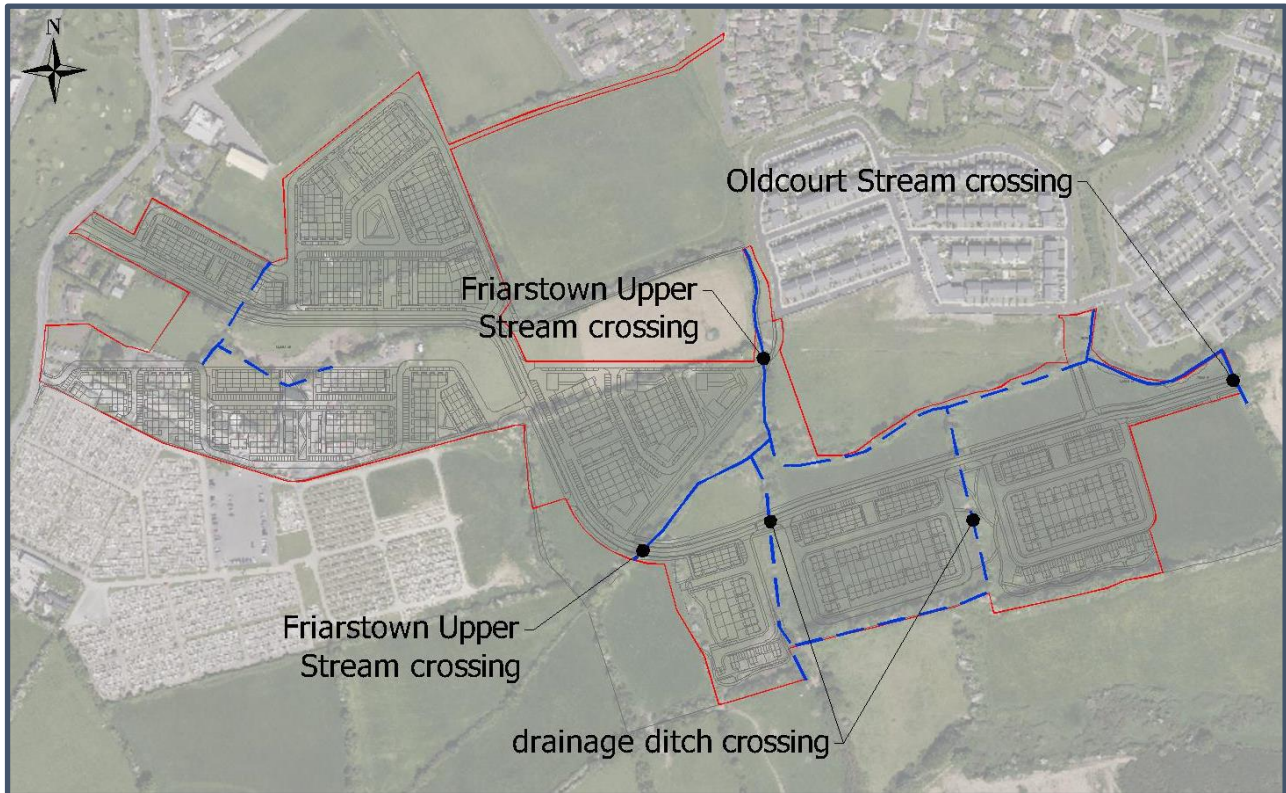 N
Oldcourt Stream crossing
Friarstown Upper
Stream crossing
Friarstown Upper
Stream crossing
drainage ditch crossing